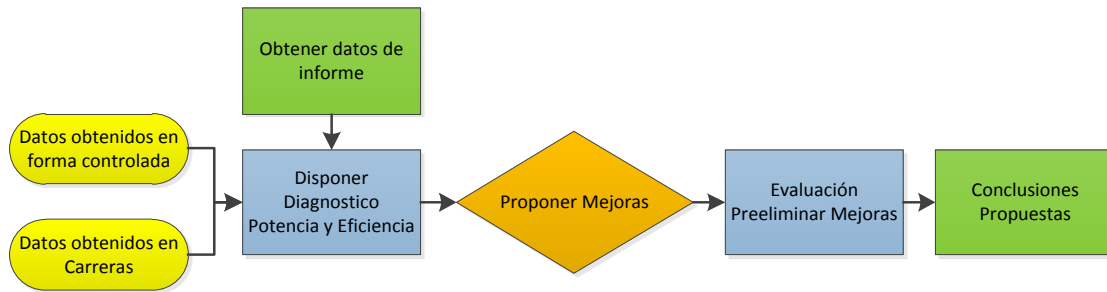 Obtener datos de
informe
Datos obtenidos en
forma controlada
Datos obtenidos en
Carreras
Disponer
Diagnostico
Potencia y Eficiencia
Proponer Mejoras
Evaluación
Preeliminar Mejoras
Conclusiones
Propuestas